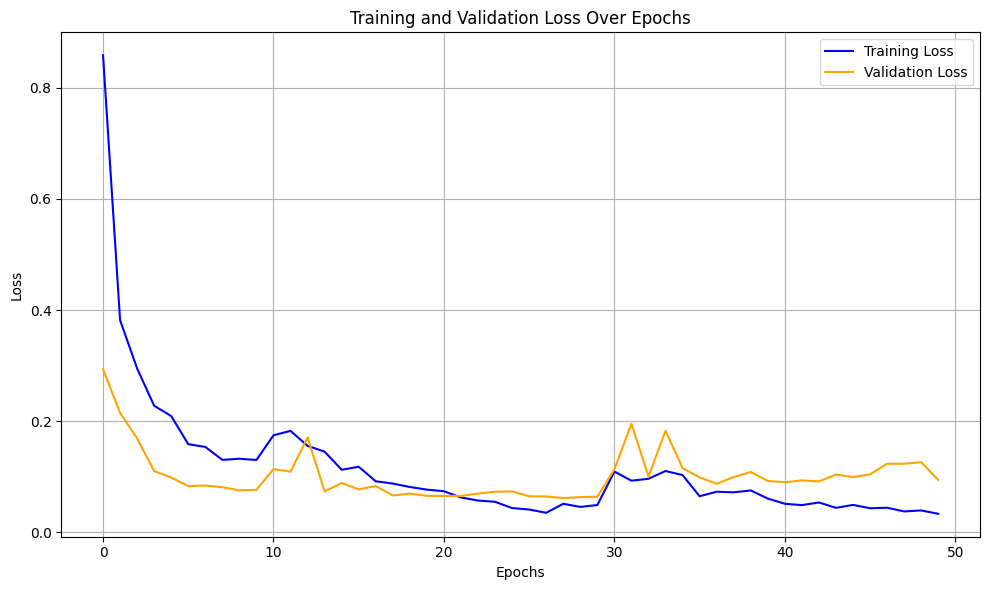 Training and Validation Loss Over Epochs
Training Loss
Validation Loss
0.8
0.6
0.4
0.2
0.0
Loss
0 10 20 30 40 50
Epochs